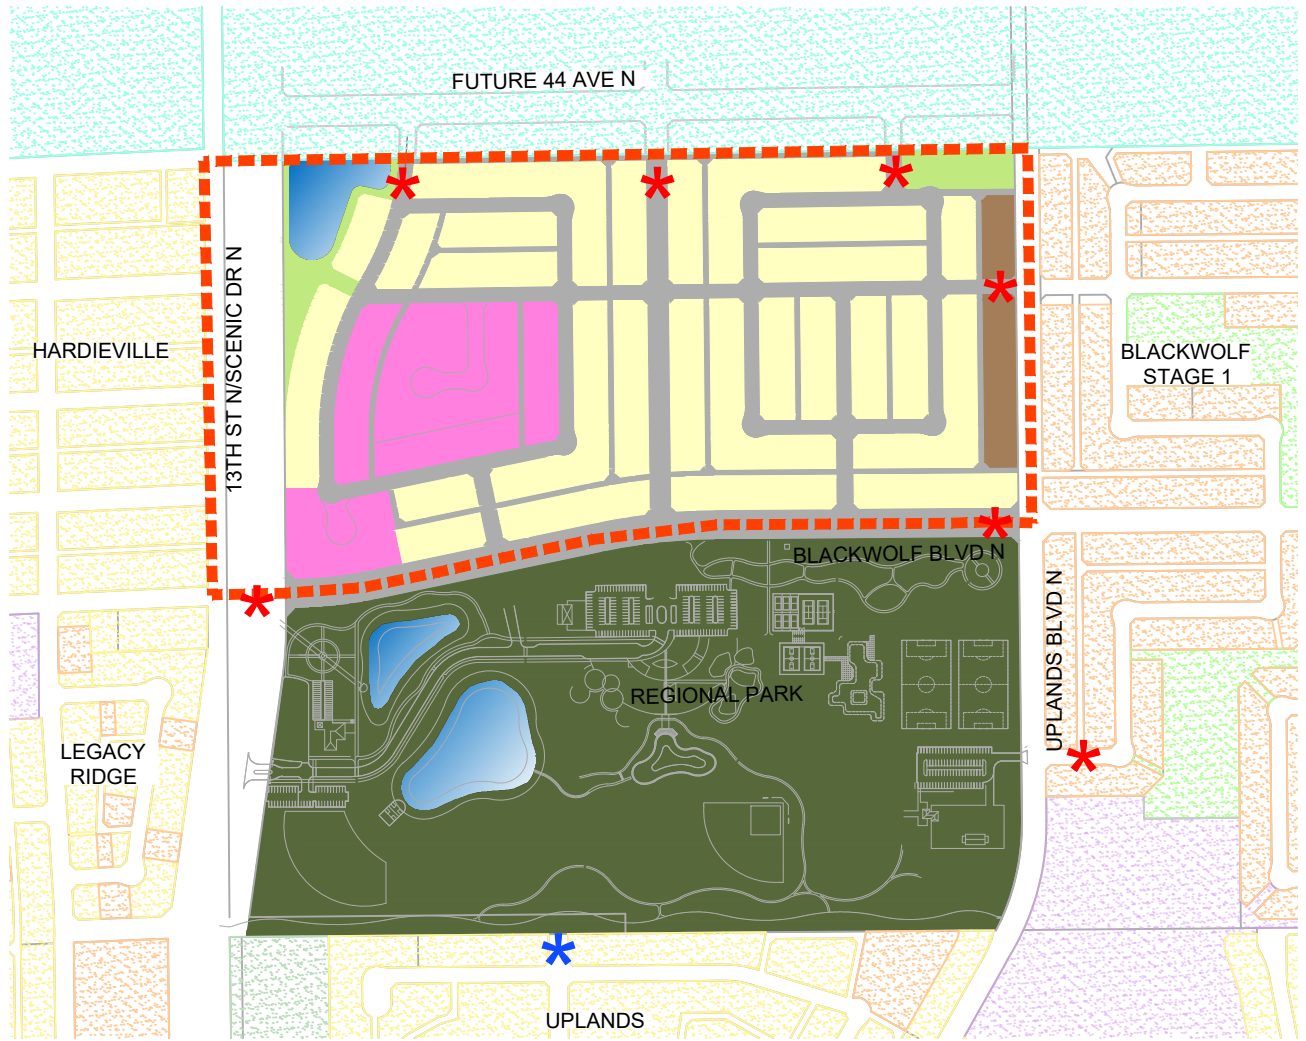 FUTURE 44 AVE N
13TH ST N/SCENIC DR N
HARDIEVILLE
BLACKWOLF
STAGE 1
BLACKWOLF BLVD N
UPLANDS BLVD N
REGIONAL PARK
LEGACY
RIDGE
UPLANDS